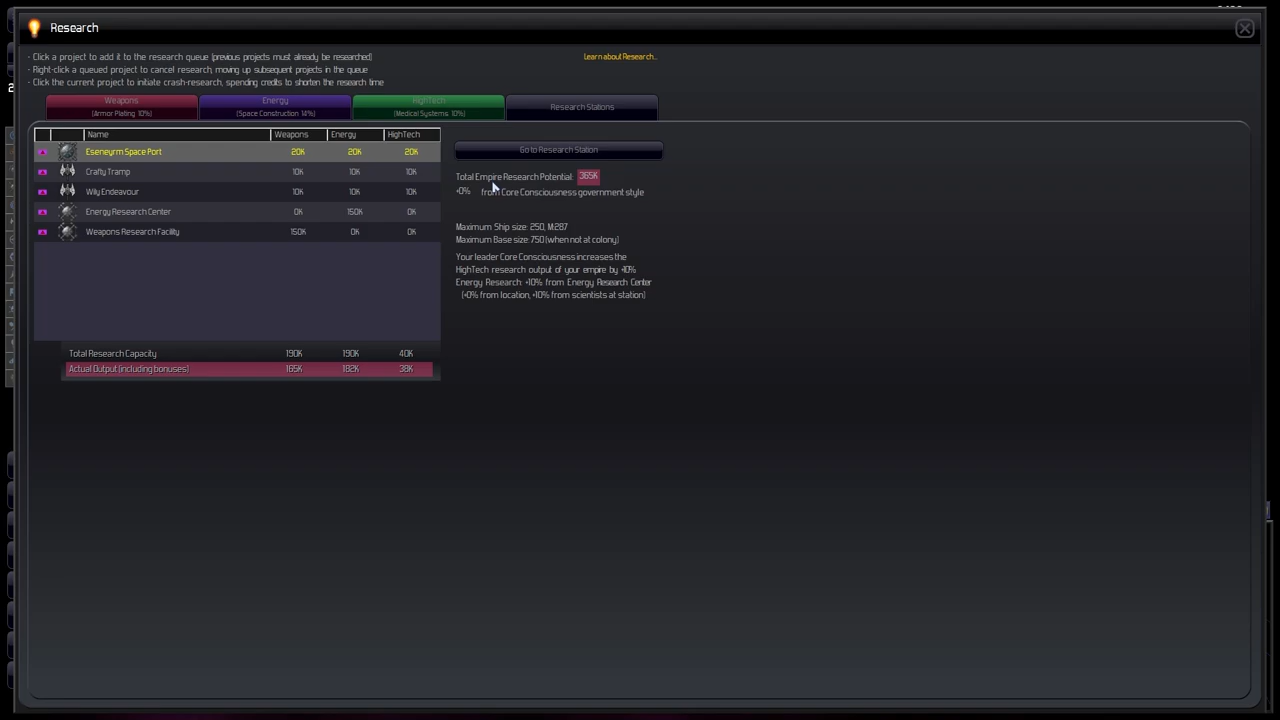 Research
- Click a project to add it to the research queue (previous projects must already be researched)
- Right-click a queued project to cancel research, moving up subsequent projects in the queue
- Click the current project to initiate crash-research, spending credits to shorten the research time
Learn about Research...
Weapons
(Armor Plating: 10%)
Energy
(Space Construction: 14%)
HighTech
(Medical Systems: 10%)
Research Stations
Name Weapons Energy HighTech
Eseneyrm Space Port 20K 20K 20K
Crafty Tramp 10K 10K 10K
Wily Endeavour 10K 10K 10K
Energy Research Center 0K 150K 0K
Weapons Research Facility 150K 0K 0K
Total Research Capacity 190K 190K 40K
Actual Output (including bonuses) 165K 182K 38K
Go to Research Station
Total Empire Research Potential: 365K
+0% from Core Consciousness government style
Maximum Ship size: 250, M:287
Maximum Base size: 750 (when not at colony)
Your leader Core Consciousness increases the
HighTech research output of your empire by +10%
Energy Research: +10% from Energy Research Center
(+0% from location, +10% from scientists at station)